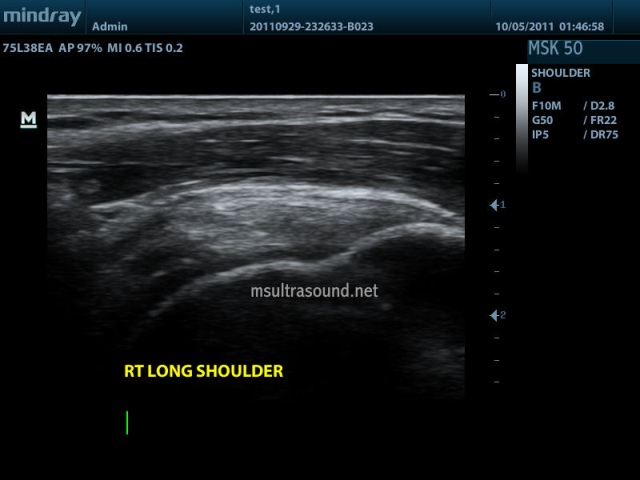 mindray
Admin
test,1
20110929-232633-B023
10/05/2011 01:46:58
75L38EA AP 97% MI 0.6 TIS 0.2
MSK 50
SHOULDER
B
F10M / D2.8
G50 / FR22
IP5 / DR75
M
0
1
2
msultrasound.net
RT LONG SHOULDER